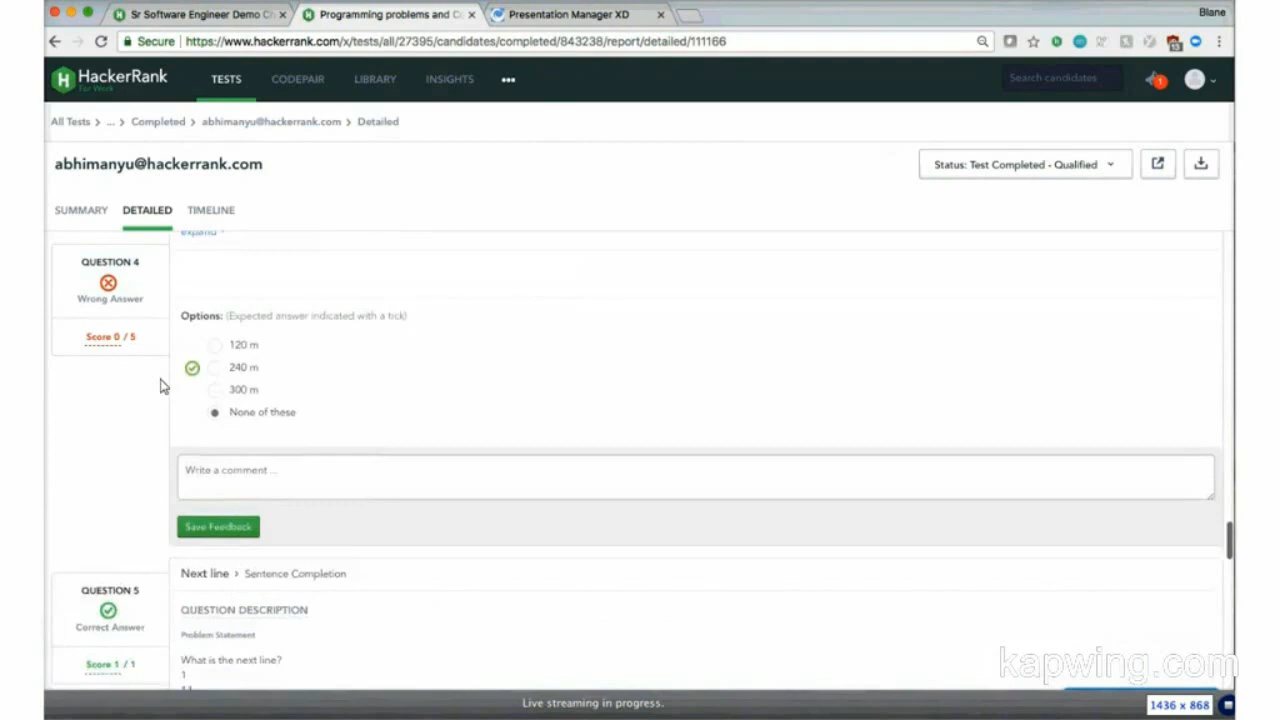 Sr Software Engineer Demo Ch
Programming problems and C
Presentation Manager XD
Blane
Secure
https://www.hackerrank.com/x/tests/all/27395/candidates/completed/843238/report/detailed/111166
13
HackerRank
For Work
TESTS
CODEPAIR
LIBRARY
INSIGHTS
•••
Search candidates
1
All Tests > ... > Completed > abhimanyu@hackerrank.com > Detailed
abhimanyu@hackerrank.com
Status: Test Completed - Qualified
SUMMARY
DETAILED
TIMELINE
expand
QUESTION 4
Wrong Answer
Score 0 / 5
Options: (Expected answer indicated with a tick)
120 m
240 m
300 m
None of these
Write a comment ...
Save Feedback
QUESTION 5
Correct Answer
Score 1 / 1
Next line > Sentence Completion
QUESTION DESCRIPTION
Problem Statement
What is the next line?
1
11
kapwing.com
Live streaming in progress.
1436 x 868